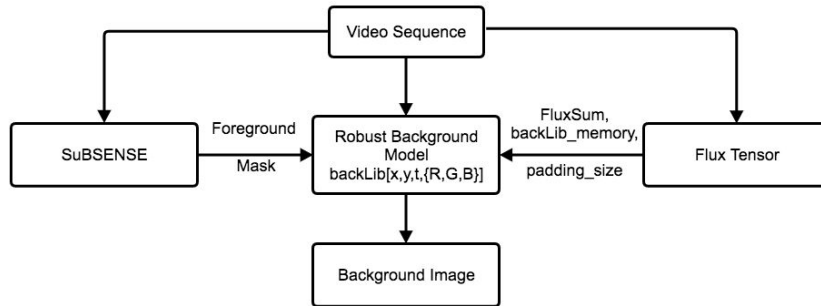 Video Sequence
SuBSENSE
Foreground
Mask
Robust Background
Model
backLib[x,y,t,{R,G,B}]
FluxSum,
backLib_memory,
padding_size
Flux Tensor
Background Image